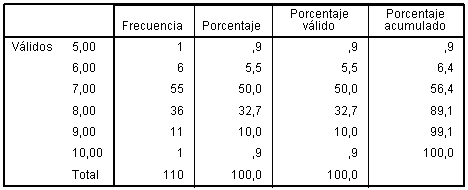 Frecuencia Porcentaje Porcentaje válido Porcentaje acumulado
Válidos 5,00 1 ,9 ,9 ,9
6,00 6 5,5 5,5 6,4
7,00 55 50,0 50,0 56,4
8,00 36 32,7 32,7 89,1
9,00 11 10,0 10,0 99,1
10,00 1 ,9 ,9 100,0
Total 110 100,0 100,0